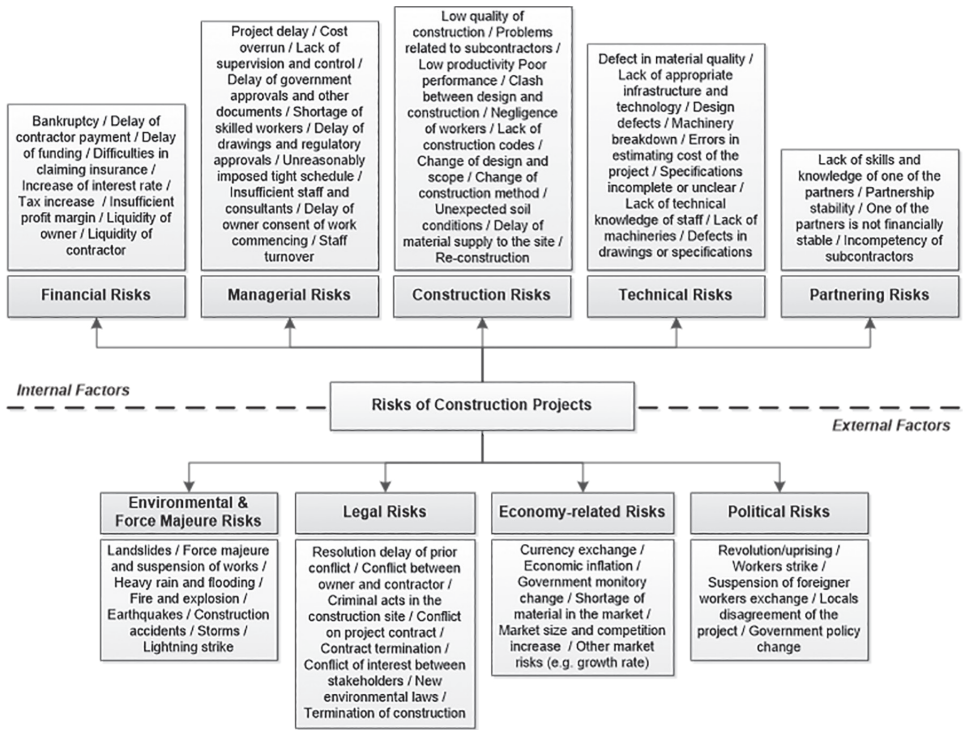 Bankruptcy / Delay of
contractor payment / Delay
of funding / Difficulties in
claiming insurance /
Increase of interest rate /
Tax increase / Insufficient
profit margin / Liquidity of
owner / Liquidity of
contractor
Financial Risks
Project delay / Cost
overrun / Lack of
supervision and control /
Delay of government
approvals and other
documents / Shortage of
skilled workers / Delay of
drawings and regulatory
approvals / Unreasonably
imposed tight schedule /
Insufficient staff and
consultants / Delay of
owner consent of work
commencing / Staff
turnover
Managerial Risks
Low quality of
construction / Problems
related to subcontractors /
Low productivity Poor
performance / Clash
between design and
construction / Negligence
of workers / Lack of
construction codes /
Change of design and
scope / Change of
construction method /
Unexpected soil
conditions / Delay of
material supply to the site /
Re-construction
Construction Risks
Defect in material quality /
Lack of appropriate
infrastructure and
technology / Design
defects / Machinery
breakdown / Errors in
estimating cost of the
project / Specifications
incomplete or unclear /
Lack of technical
knowledge of staff / Lack of
machineries / Defects in
drawings or specifications
Technical Risks
Lack of skills and
knowledge of one of the
partners / Partnership
stability / One of the
partners is not financially
stable / Incompetency of
subcontractors
Partnering Risks
Internal Factors
Risks of Construction Projects
External Factors
Environmental &
Force Majeure Risks
Landslides / Force majeure
and suspension of works /
Heavy rain and flooding /
Fire and explosion /
Earthquakes / Construction
accidents / Storms /
Lightning strike
Legal Risks
Resolution delay of prior
conflict / Conflict between
owner and contractor /
Criminal acts in the
construction site / Conflict
on project contract /
Contract termination /
Conflict of interest between
stakeholders / New
environmental laws /
Termination of construction
Economy-related Risks
Currency exchange /
Economic inflation /
Government monitory
change / Shortage of
material in the market /
Market size and competition
increase / Other market
risks (e.g. growth rate)
Political Risks
Revolution/uprising /
Workers strike /
Suspension of foreigner
workers exchange / Locals
disagreement of the
project / Government policy
change